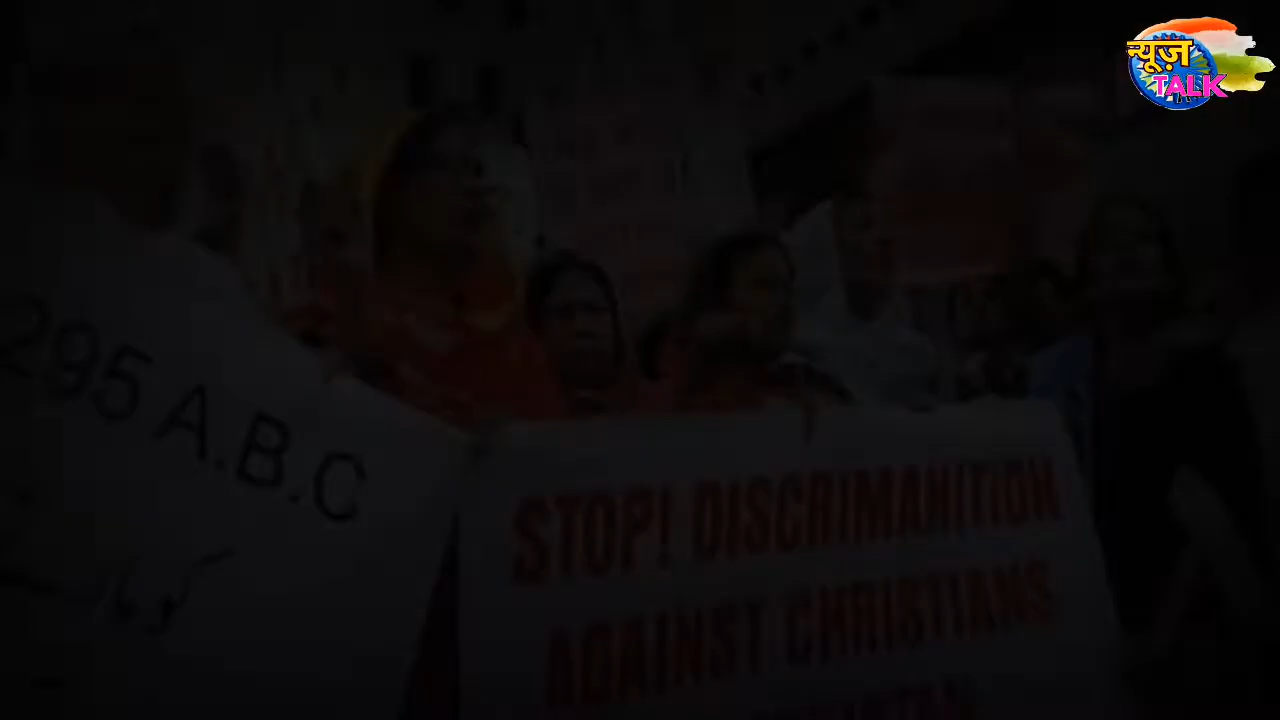 न्यूज़
TALK
295 A.B.C
STOP! DISCRIMANITION
AGAINST CHRISTIANS